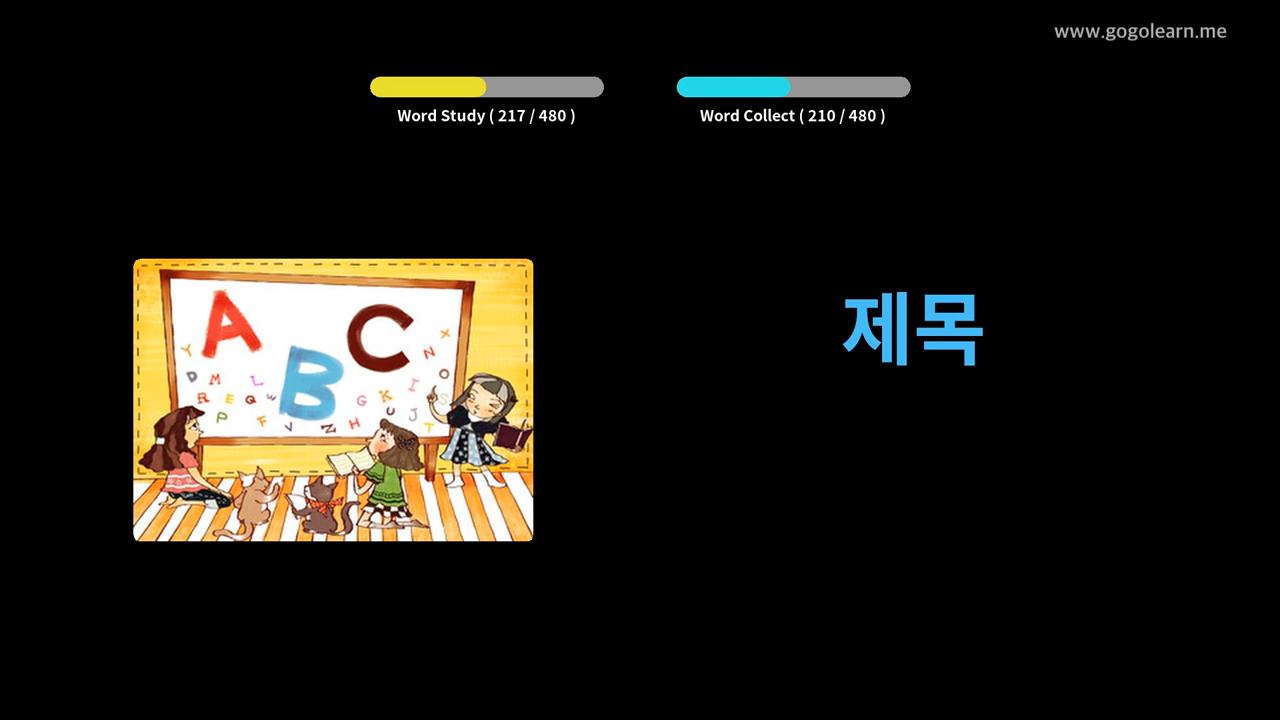 www.gogolearn.me
Word Study ( 217 / 480 )
Word Collect ( 210 / 480 )
A
C
B
X
Y
N
D M L O
I
R E Q W G K S
P F U J
V Z H T
제목